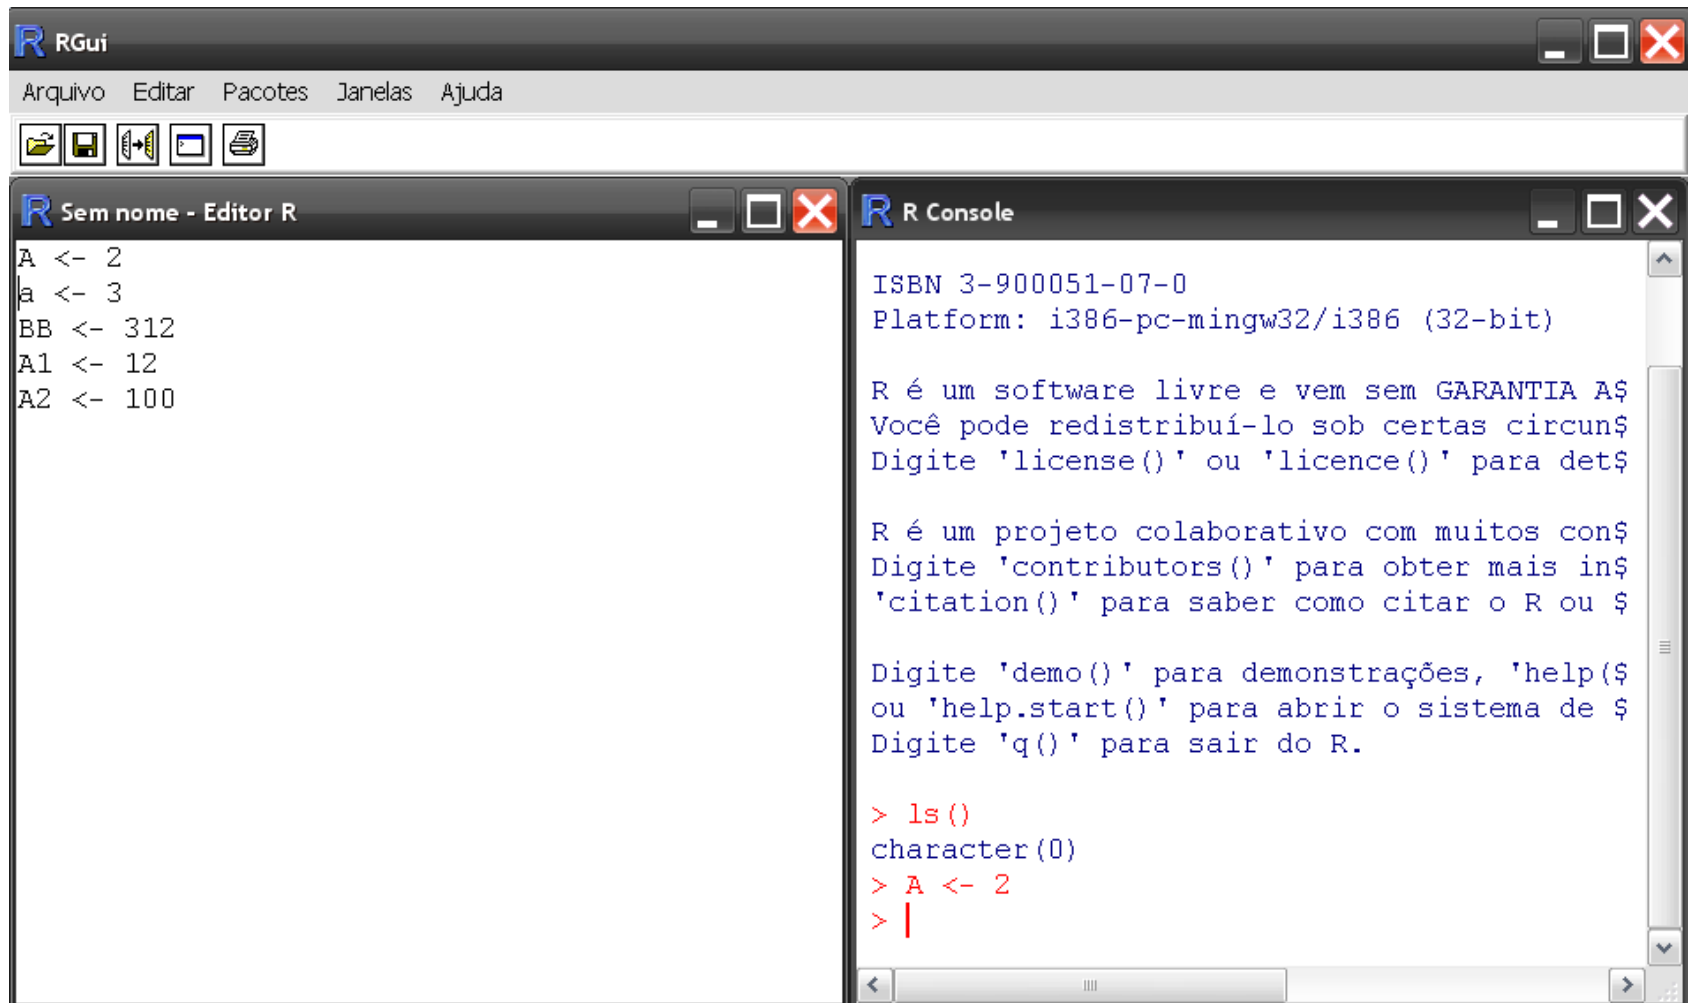 RGui
Arquivo Editar Pacotes Janelas Ajuda
Sem nome - Editor R
A <- 2
a <- 3
BB <- 312
A1 <- 12
A2 <- 100
R Console
ISBN 3-900051-07-0
Platform: i386-pc-mingw32/i386 (32-bit)
R é um software livre e vem sem GARANTIA A$
Você pode redistribuí-lo sob certas circun$
Digite 'license()' ou 'licence()' para det$
R é um projeto colaborativo com muitos con$
Digite 'contributors()' para obter mais in$
'citation()' para saber como citar o R ou $
Digite 'demo()' para demonstrações, 'help($
ou 'help.start()' para abrir o sistema de $
Digite 'q()' para sair do R.
> ls()
character(0)
> A <- 2
>